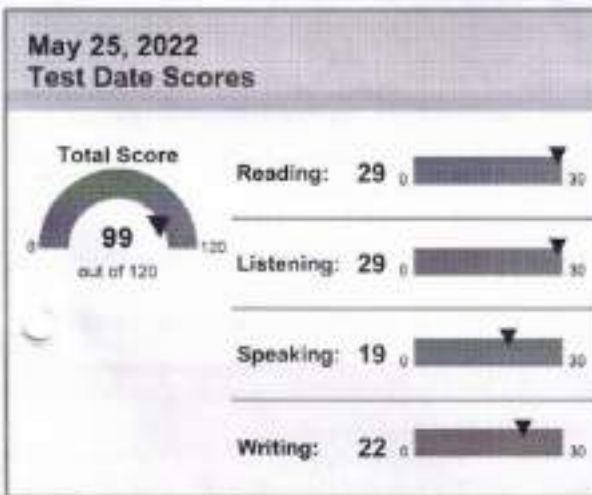 May 25, 2022
Test Date Scores
Total Score
0
99
120
out of 120
Reading: 29 0 30
Listening: 29 0 30
Speaking: 19 0 30
Writing: 22 0 30